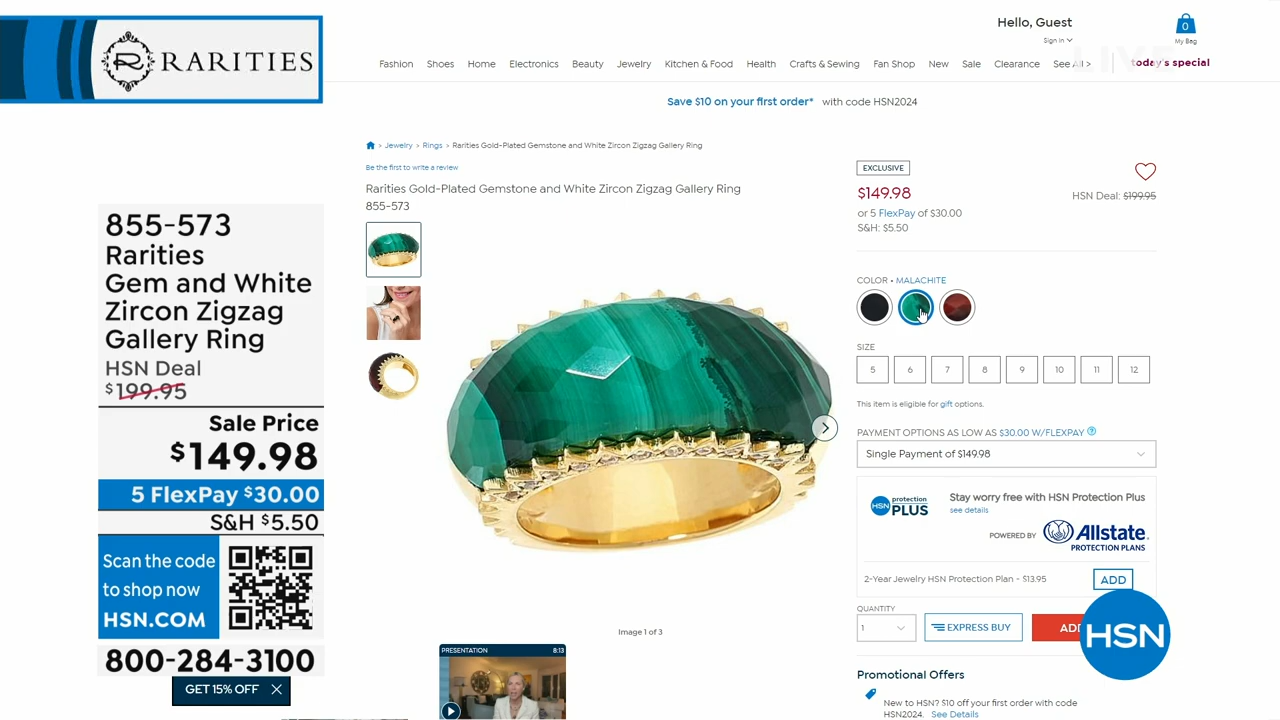 RARITIES
Hello, Guest
Sign in
0
My Bag
Fashion Shoes Home Electronics Beauty Jewelry Kitchen & Food Health Crafts & Sewing Fan Shop New Sale Clearance See All > today's special
LIVE
Save $10 on your first order* with code HSN2024
> Jewelry > Rings > Rarities Gold-Plated Gemstone and White Zircon Zigzag Gallery Ring
Be the first to write a review
Rarities Gold-Plated Gemstone and White Zircon Zigzag Gallery Ring
855-573
EXCLUSIVE
$149.98
HSN Deal: $199.95
or 5 FlexPay of $30.00
S&H: $5.50
COLOR • MALACHITE
SIZE
5 6 7 8 9 10 11 12
This item is eligible for gift options.
PAYMENT OPTIONS AS LOW AS $30.00 W/FLEXPAY ?
Single Payment of $149.98
HSN protection PLUS
Stay worry free with HSN Protection Plus
see details
POWERED BY Allstate
PROTECTION PLANS
2-Year Jewelry HSN Protection Plan - $13.95
ADD
QUANTITY
1
EXPRESS BUY
ADD
HSN
Promotional Offers
New to HSN? $10 off your first order with code
HSN2024. See Details
Image 1 of 3
PRESENTATION 8:13
855-573
Rarities
Gem and White
Zircon Zigzag
Gallery Ring
HSN Deal
$199.95
Sale Price
$149.98
5 FlexPay $30.00
S&H $5.50
Scan the code
to shop now
HSN.COM
800-284-3100
GET 15% OFF